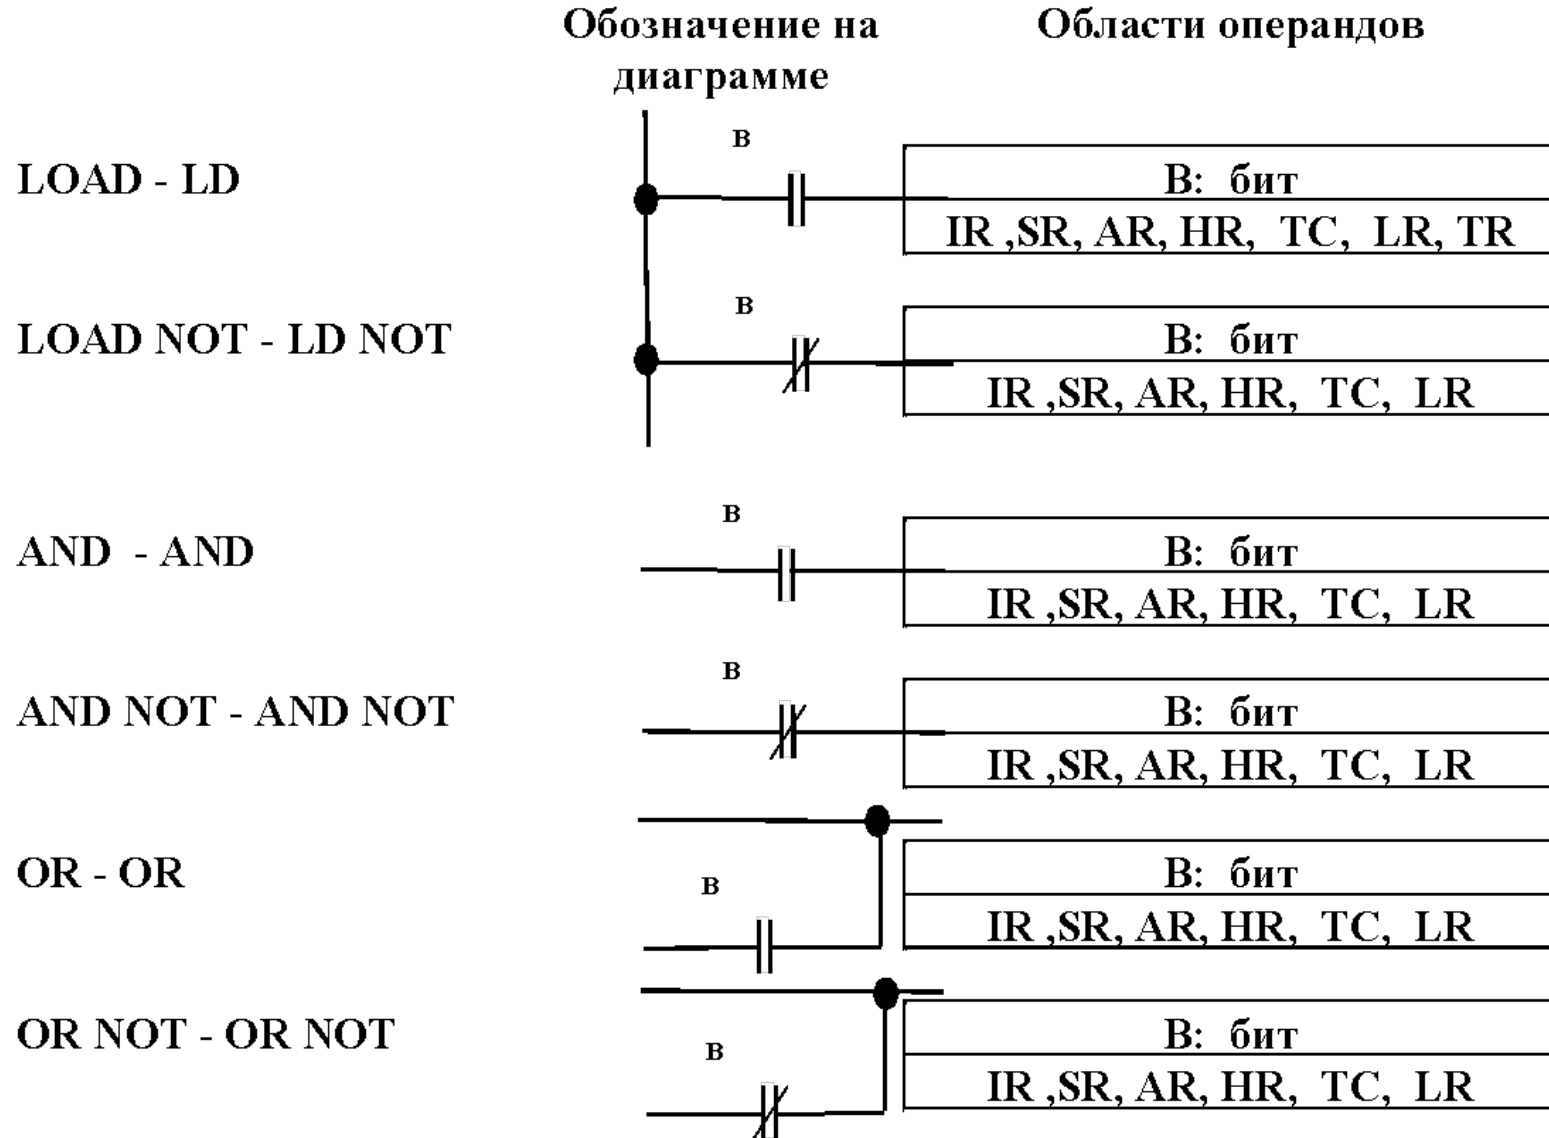 Обозначение на
диаграмме
Области операндов
в
LOAD - LD
В: бит
IR ,SR, AR, HR, TC, LR, TR
в
LOAD NOT - LD NOT
В: бит
IR ,SR, AR, HR, TC, LR
в
AND - AND
В: бит
IR ,SR, AR, HR, TC, LR
в
AND NOT - AND NOT
В: бит
IR ,SR, AR, HR, TC, LR
OR - OR
в
В: бит
IR ,SR, AR, HR, TC, LR
OR NOT - OR NOT
в
В: бит
IR ,SR, AR, HR, TC, LR